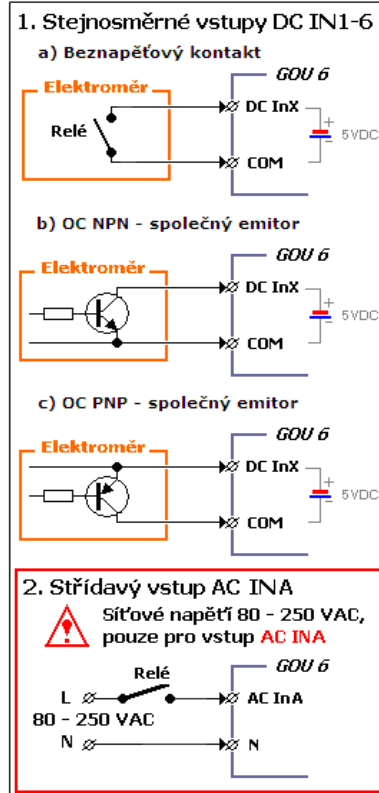 1. Stejnosměrné vstupy DC IN1-6
a) Beznapěťový kontakt
GOU 6
Elektroměr
DC InX
Relé
+
5VDC
-
COM
b) OC NPN - společný emitor
GOU 6
Elektroměr
DC InX
+
5VDC
-
COM
c) OC PNP - společný emitor
GOU 6
Elektroměr
DC InX
+
5VDC
-
COM
2. Střídavý vstup AC INA
Síťové napětí 80 - 250 VAC,
pouze pro vstup AC INA
GOU 6
Relé
L
AC InA
80 - 250 VAC
N
N